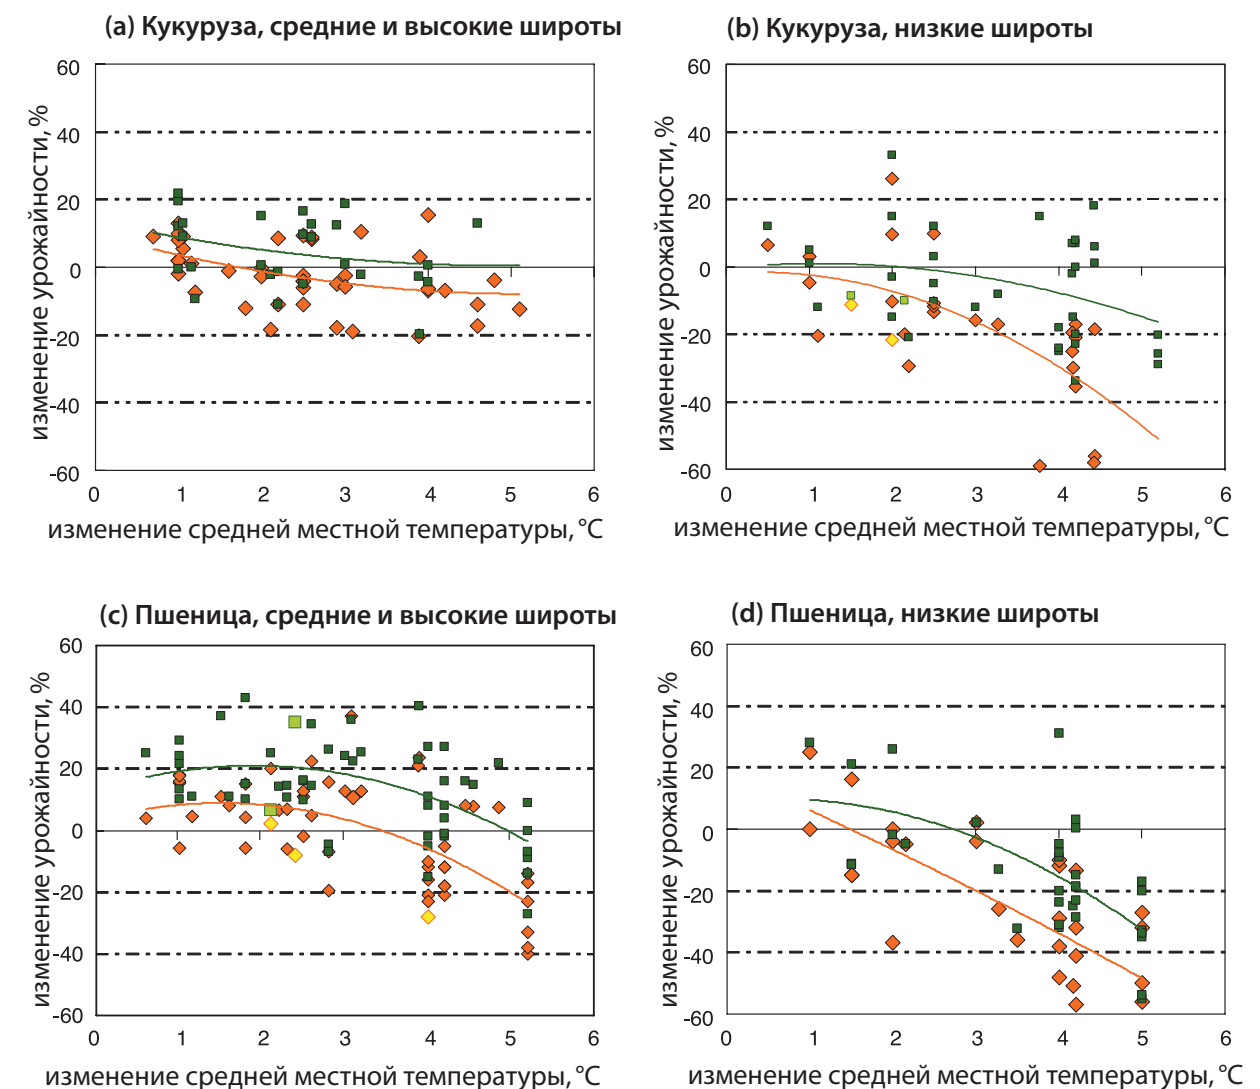 (a) Кукуруза, средние и высокие широты
изменение урожайности, %
60
40
20
0
-20
-40
-60
0 1 2 3 4 5 6
изменение средней местной температуры, °C
(b) Кукуруза, низкие широты
изменение урожайности, %
60
40
20
0
-20
-40
-60
0 1 2 3 4 5 6
изменение средней местной температуры, °C
(c) Пшеница, средние и высокие широты
изменение урожайности, %
60
40
20
0
-20
-40
-60
0 1 2 3 4 5 6
изменение средней местной температуры, °C
(d) Пшеница, низкие широты
изменение урожайности, %
60
40
20
0
-20
-40
-60
0 1 2 3 4 5 6
изменение средней местной температуры, °C